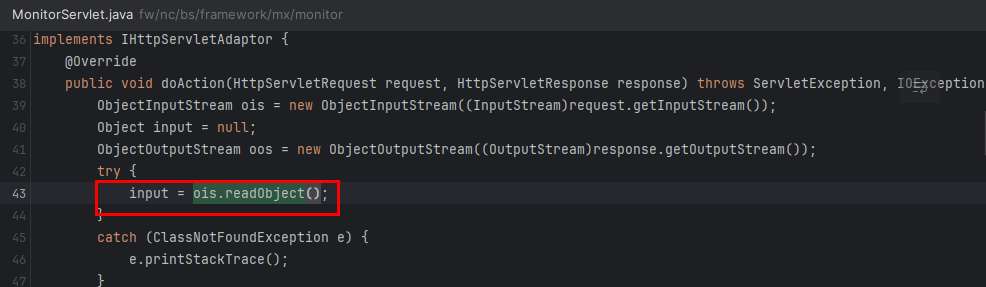 MonitorServlet.java fw/nc/bs/framework/mx/monitor
36 implements IHttpServletAdaptor {
37 @Override
38 public void doAction(HttpServletRequest request, HttpServletResponse response) throws ServletException, IOException
39 ObjectInputStream ois = new ObjectInputStream((InputStream)request.getInputStream());
40 Object input = null;
41 ObjectOutputStream oos = new ObjectOutputStream((OutputStream)response.getOutputStream());
42 try {
43 input = ois.readObject();
44 }
45 catch (ClassNotFoundException e) {
46 e.printStackTrace();
47 }